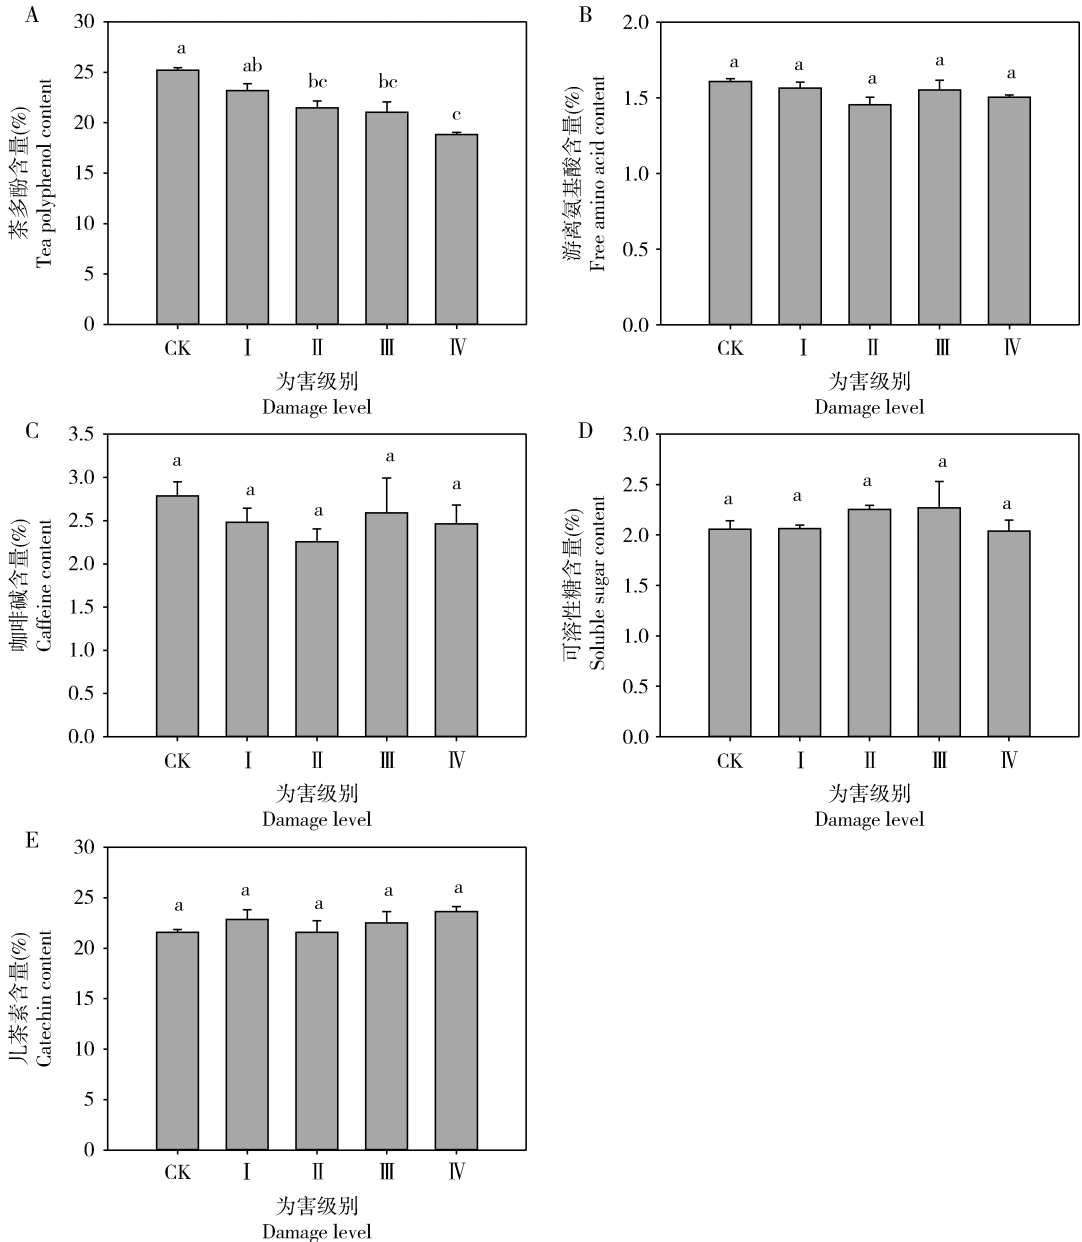 A
30
25
20
15
10
5
0
茶多酚含量(%)
Tea polyphenol content
a
ab
bc
bc
c
CK
Ⅰ
Ⅱ
Ⅲ
Ⅳ
为害级别
Damage level
B
2.0
1.5
1.0
0.5
0.0
游离氨基酸含量(%)
Free amino acid content
a
a
a
a
a
CK
Ⅰ
Ⅱ
Ⅲ
Ⅳ
为害级别
Damage level
C
3.5
3.0
2.5
2.0
1.5
1.0
0.5
0.0
咖啡碱含量(%)
Caffeine content
a
a
a
a
a
CK
Ⅰ
Ⅱ
Ⅲ
Ⅳ
为害级别
Damage level
D
3.0
2.5
2.0
1.5
1.0
0.5
0.0
可溶性糖含量(%)
Soluble sugar content
a
a
a
a
a
CK
Ⅰ
Ⅱ
Ⅲ
Ⅳ
为害级别
Damage level
E
30
25
20
15
10
5
0
儿茶素含量(%)
Catechin content
a
a
a
a
a
CK
Ⅰ
Ⅱ
Ⅲ
Ⅳ
为害级别
Damage level